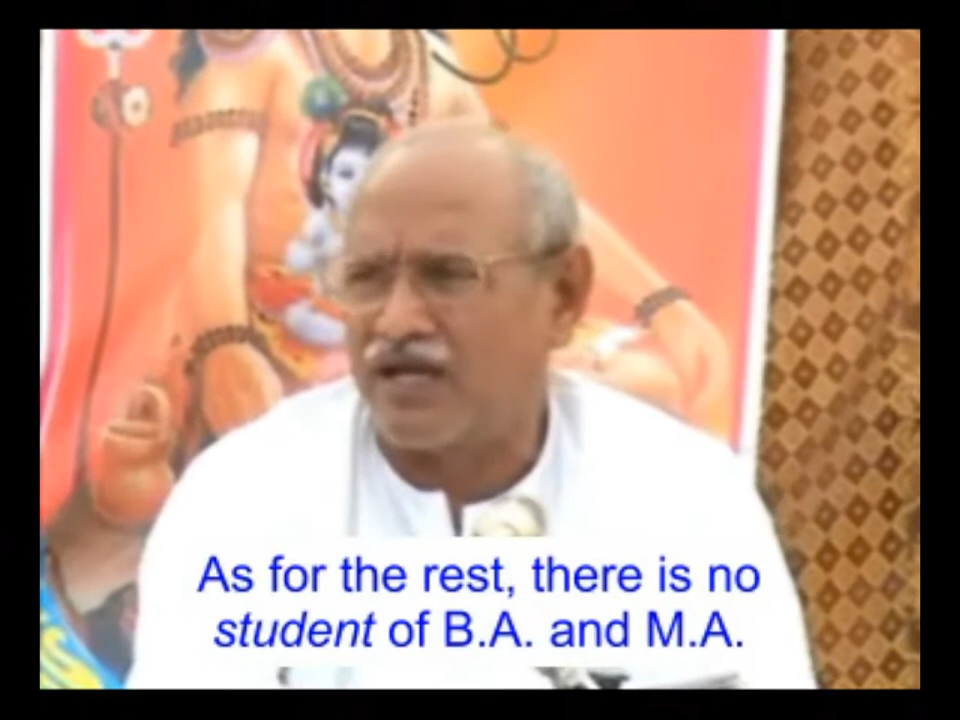 As for the rest, there is no
student of B.A. and M.A.